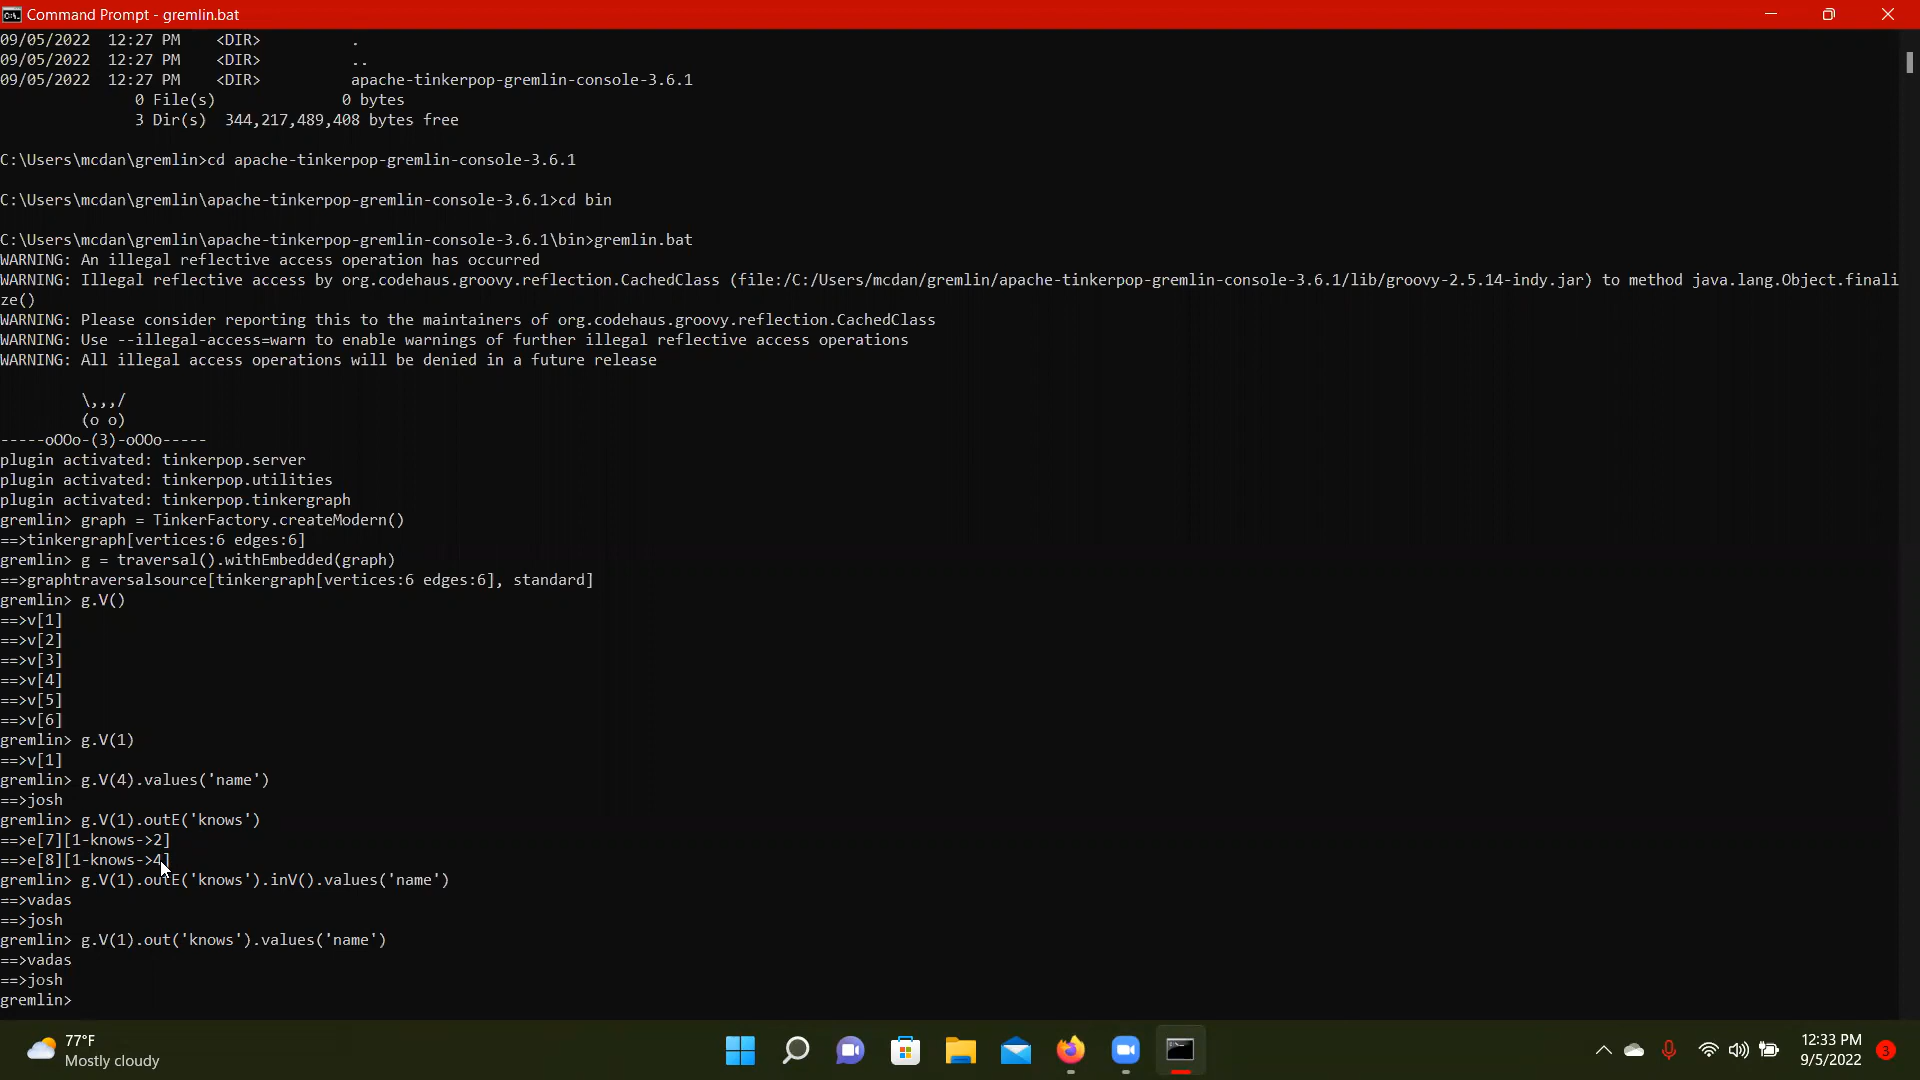 Command Prompt - gremlin.bat
09/05/2022  12:27 PM    <DIR>          .
09/05/2022  12:27 PM    <DIR>          ..
09/05/2022  12:27 PM    <DIR>          apache-tinkerpop-gremlin-console-3.6.1
               0 File(s)              0 bytes
               3 Dir(s)  344,217,489,408 bytes free
C:\Users\mcdan\gremlin>cd apache-tinkerpop-gremlin-console-3.6.1
C:\Users\mcdan\gremlin\apache-tinkerpop-gremlin-console-3.6.1>cd bin
C:\Users\mcdan\gremlin\apache-tinkerpop-gremlin-console-3.6.1\bin>gremlin.bat
WARNING: An illegal reflective access operation has occurred
WARNING: Illegal reflective access by org.codehaus.groovy.reflection.CachedClass (file:/C:/Users/mcdan/gremlin/apache-tinkerpop-gremlin-console-3.6.1/lib/groovy-2.5.14-indy.jar) to method java.lang.Object.finali
ze()
WARNING: Please consider reporting this to the maintainers of org.codehaus.groovy.reflection.CachedClass
WARNING: Use --illegal-access=warn to enable warnings of further illegal reflective access operations
WARNING: All illegal access operations will be denied in a future release
         \,,,/
         (o o)
-----oOOo-(3)-oOOo-----
plugin activated: tinkerpop.server
plugin activated: tinkerpop.utilities
plugin activated: tinkerpop.tinkergraph
gremlin> graph = TinkerFactory.createModern()
==>tinkergraph[vertices:6 edges:6]
gremlin> g = traversal().withEmbedded(graph)
==>graphtraversalsource[tinkergraph[vertices:6 edges:6], standard]
gremlin> g.V()
==>v[1]
==>v[2]
==>v[3]
==>v[4]
==>v[5]
==>v[6]
gremlin> g.V(1)
==>v[1]
gremlin> g.V(4).values('name')
==>josh
gremlin> g.V(1).outE('knows')
==>e[7][1-knows->2]
==>e[8][1-knows->4]
gremlin> g.V(1).outE('knows').inV().values('name')
==>vadas
==>josh
gremlin> g.V(1).out('knows').values('name')
==>vadas
==>josh
gremlin>
77°F
Mostly cloudy
12:33 PM
9/5/2022
3